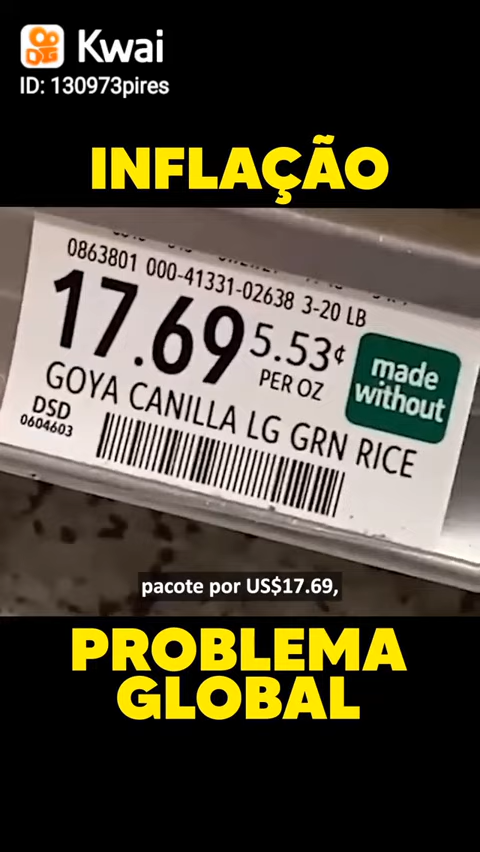 Kwai
ID: 130973pires
INFLAÇÃO
0863801 000-41331-02638 3-20 LB
17.69
5.53¢
PER OZ
made
without
GOYA CANILLA LG GRN RICE
DSD
0604603
pacote por US$17.69,
PROBLEMA
GLOBAL